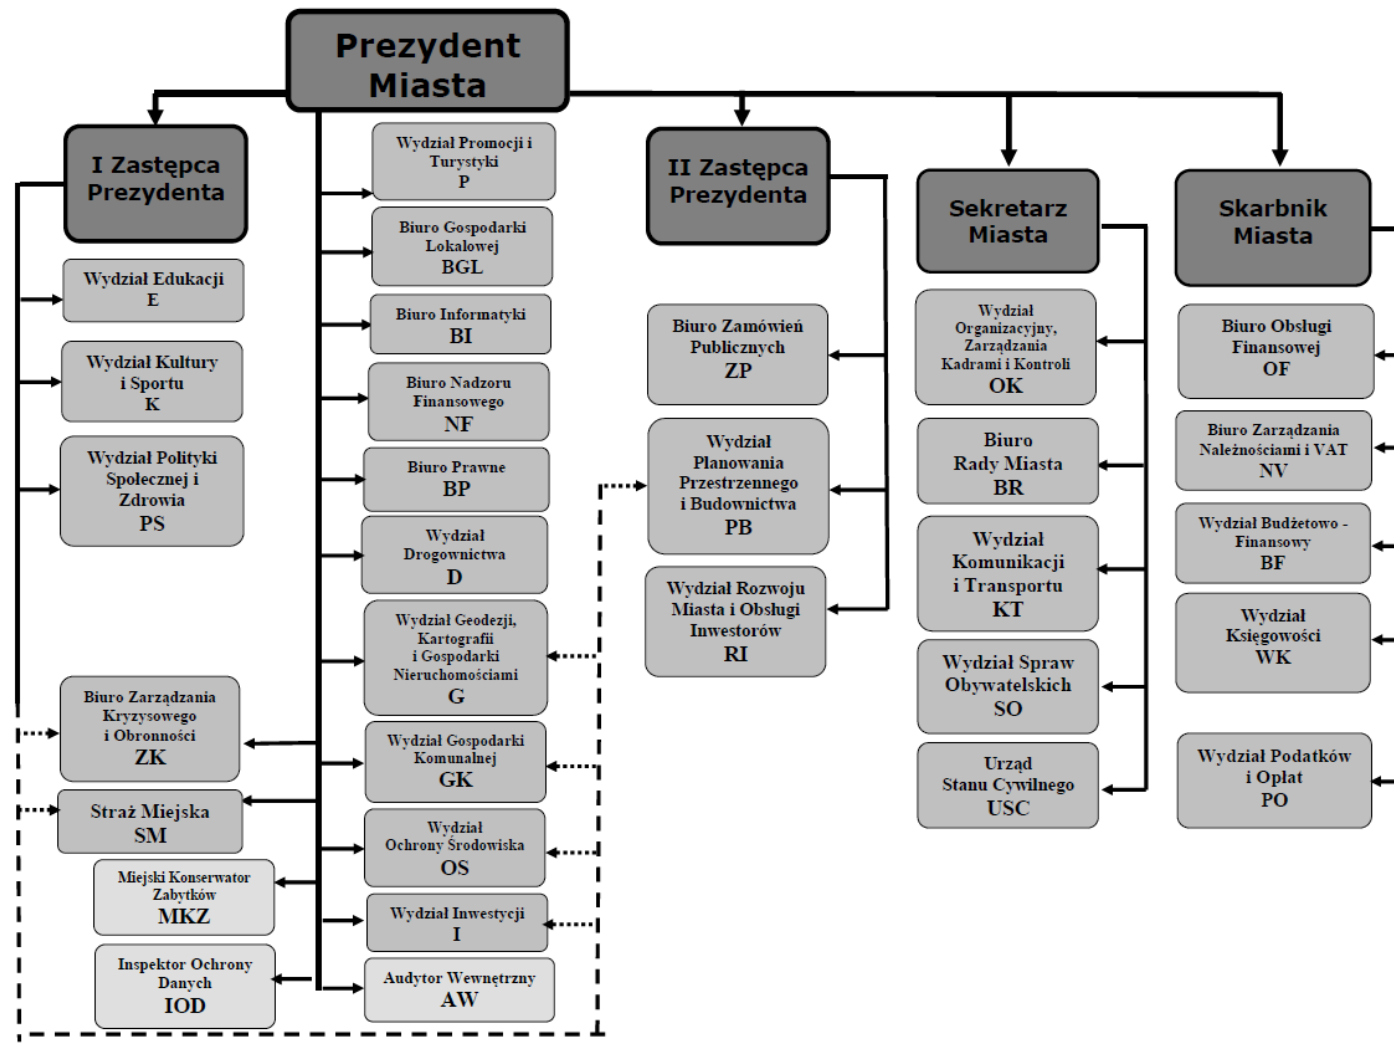 Prezydent
Miasta
I Zastępca
Prezydenta
Wydział Edukacji
E
Wydział Kultury
i Sportu
K
Wydział Polityki
Społecznej i
Zdrowia
PS
Biuro Zarządzania
Kryzysowego
i Obronności
ZK
Straż Miejska
SM
Miejski Konserwator
Zabytków
MKZ
Inspektor Ochrony
Danych
IOD
Wydział Promocji i
Turystyki
P
Biuro Gospodarki
Lokalowej
BGL
Biuro Informatyki
BI
Biuro Nadzoru
Finansowego
NF
Biuro Prawne
BP
Wydział
Drogownictwa
D
Wydział Geodezji,
Kartografii
i Gospodarki
Nieruchomościami
G
Wydział Gospodarki
Komunalnej
GK
Wydział
Ochrony Środowiska
OS
Wydział Inwestycji
I
Audytor Wewnętrzny
AW
II Zastępca
Prezydenta
Biuro Zamówień
Publicznych
ZP
Wydział
Planowania
Przestrzennego
i Budownictwa
PB
Wydział Rozwoju
Miasta i Obsługi
Inwestorów
RI
Sekretarz
Miasta
Wydział
Organizacyjny,
Zarządzania
Kadrami i Kontroli
OK
Biuro
Rady Miasta
BR
Wydział
Komunikacji
i Transportu
KT
Wydział Spraw
Obywatelskich
SO
Urząd
Stanu Cywilnego
USC
Skarbnik
Miasta
Biuro Obsługi
Finansowej
OF
Biuro Zarządzania
Należnościami i VAT
NV
Wydział Budżetowo -
Finansowy
BF
Wydział
Księgowości
WK
Wydział Podatków
i Opłat
PO